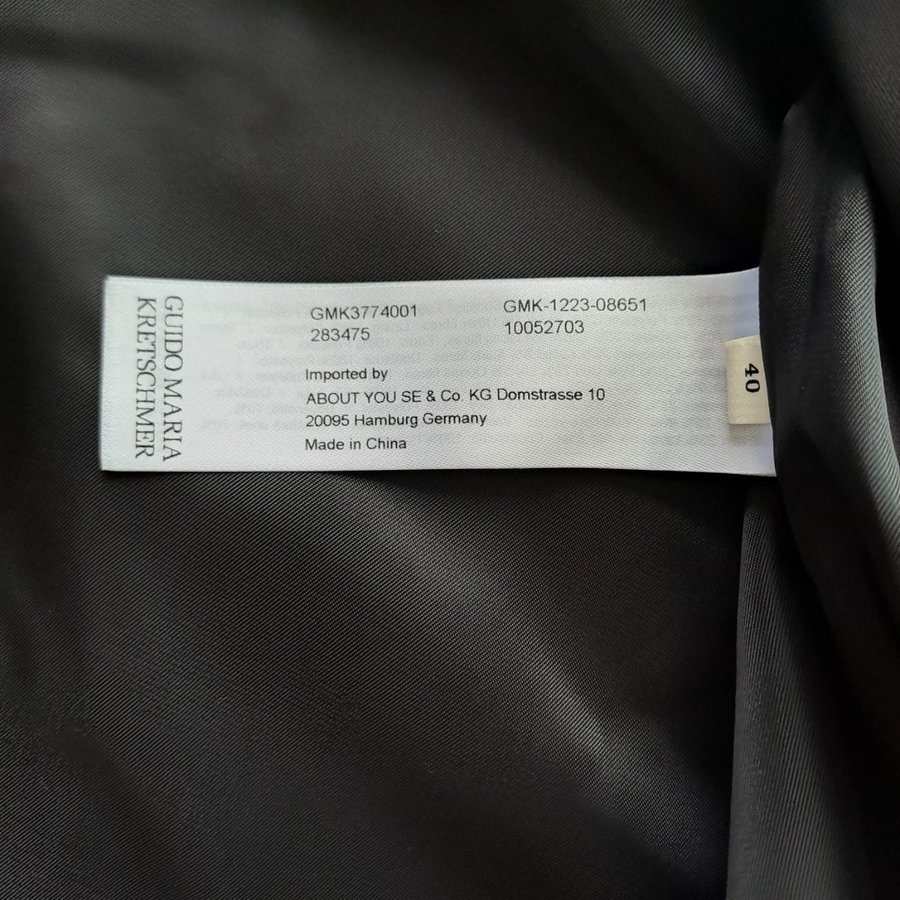 GUIDO MARIA
KRETSCHMER
GMK3774001 GMK-1223-08651
283475 10052703
Imported by
ABOUT YOU SE & Co. KG Domstrasse 10
20095 Hamburg Germany
Made in China
40